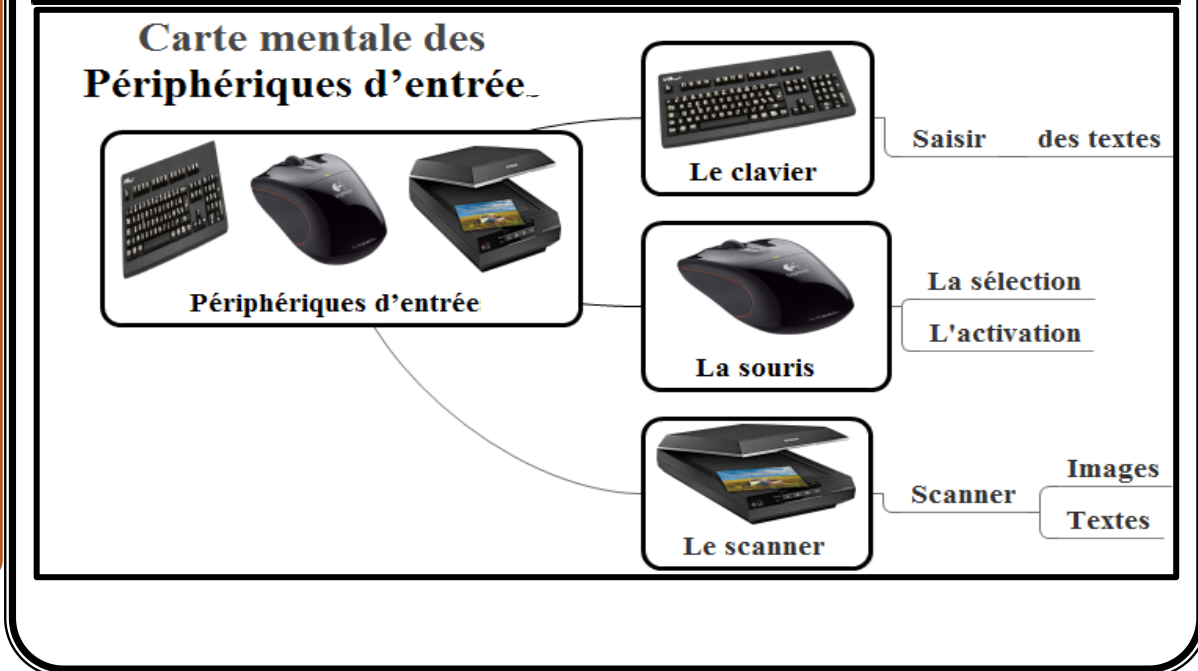 Carte mentale des
Périphériques d’entrée
Périphériques d’entrée
Le clavier
Saisir des textes
La souris
La sélection
L'activation
Le scanner
Scanner
Images
Textes